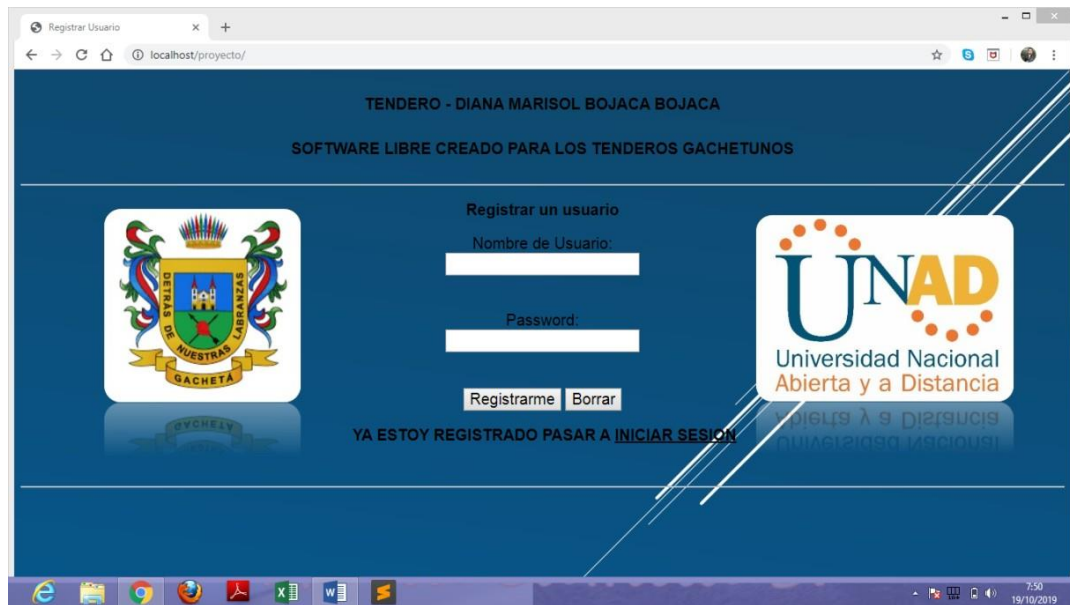 Registrar Usuario
localhost/proyecto/
TENDERO - DIANA MARISOL BOJACA BOJACA
SOFTWARE LIBRE CREADO PARA LOS TENDEROS GACHETUNOS
Registrar un usuario
Nombre de Usuario:
Password:
Registrarme Borrar
YA ESTOY REGISTRADO PASAR A INICIAR SESION
DETRÁS DE NUESTRAS LABRANZAS
GACHETÁ
UNAD
Universidad Nacional
Abierta y a Distancia
7:50
19/10/2019